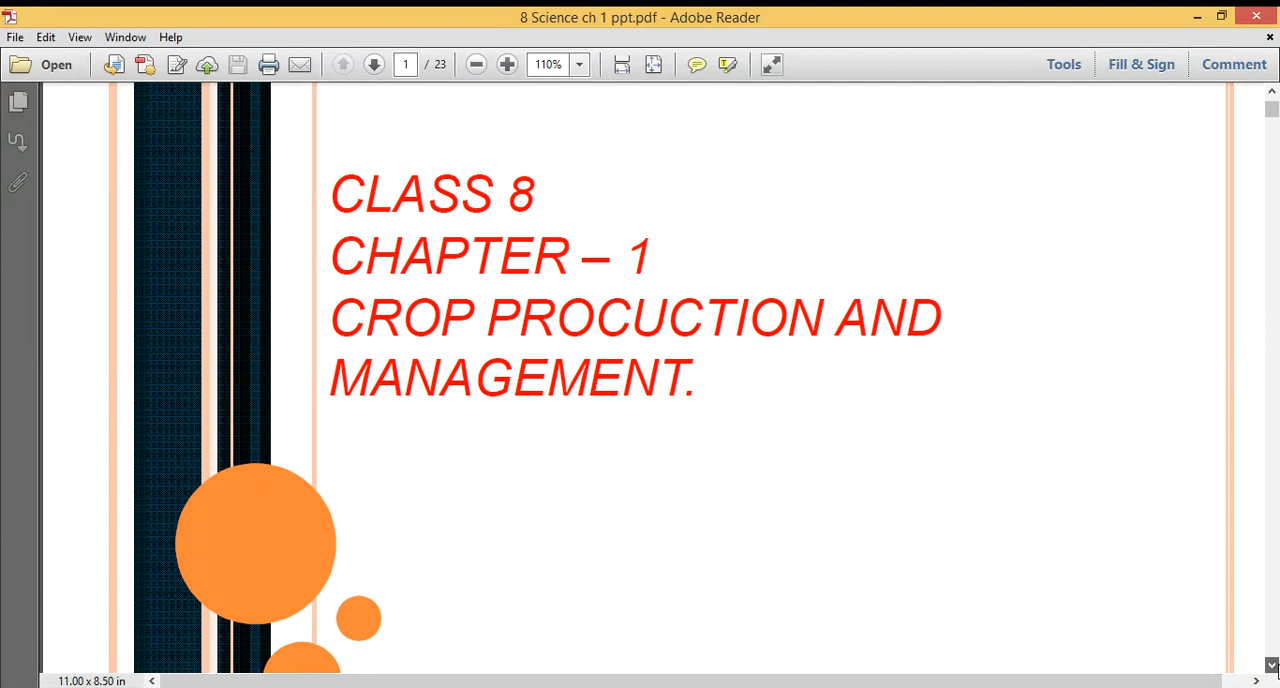 8 Science ch 1 ppt.pdf - Adobe Reader
File Edit View Window Help
Open 1 / 23 110% Tools Fill & Sign Comment
CLASS 8
CHAPTER – 1
CROP PROCUCTION AND
MANAGEMENT.
11.00 x 8.50 in